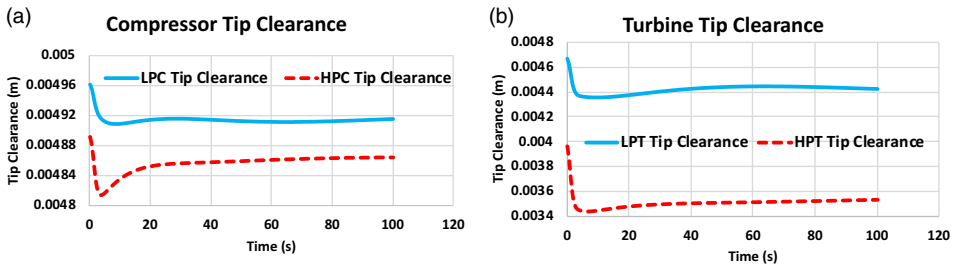 (a)
Compressor Tip Clearance
0.005
0.00496
0.00492
0.00488
0.00484
0.0048
Tip Clearance (m)
LPC Tip Clearance
HPC Tip Clearance
0 20 40 60 80 100 120
Time (s)
(b)
Turbine Tip Clearance
0.0048
0.0046
0.0044
0.0042
0.004
0.0038
0.0036
0.0034
Tip Clearance (m)
LPT Tip Clearance
HPT Tip Clearance
0 20 40 60 80 100 120
Time (s)